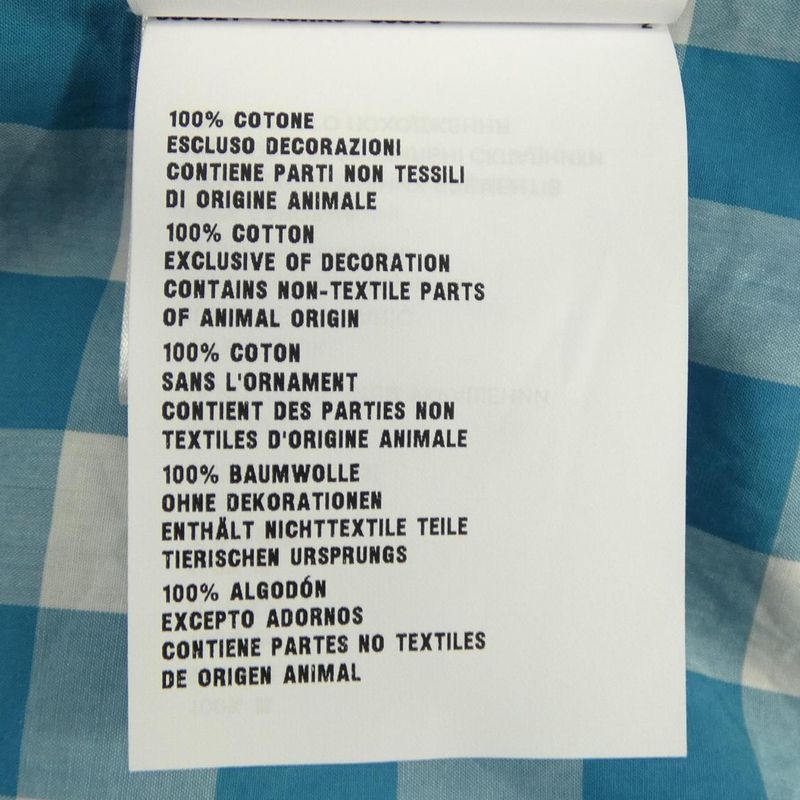 100% COTONE
ESCLUSO DECORAZIONI
CONTIENE PARTI NON TESSILI
DI ORIGINE ANIMALE
100% COTTON
EXCLUSIVE OF DECORATION
CONTAINS NON-TEXTILE PARTS
OF ANIMAL ORIGIN
100% COTON
SANS L'ORNAMENT
CONTIENT DES PARTIES NON
TEXTILES D'ORIGINE ANIMALE
100% BAUMWOLLE
OHNE DEKORATIONEN
ENTHÄLT NICHTTEXTILE TEILE
TIERISCHEN URSPRUNGS
100% ALGODÓN
EXCEPTO ADORNOS
CONTIENE PARTES NO TEXTILES
DE ORIGEN ANIMAL